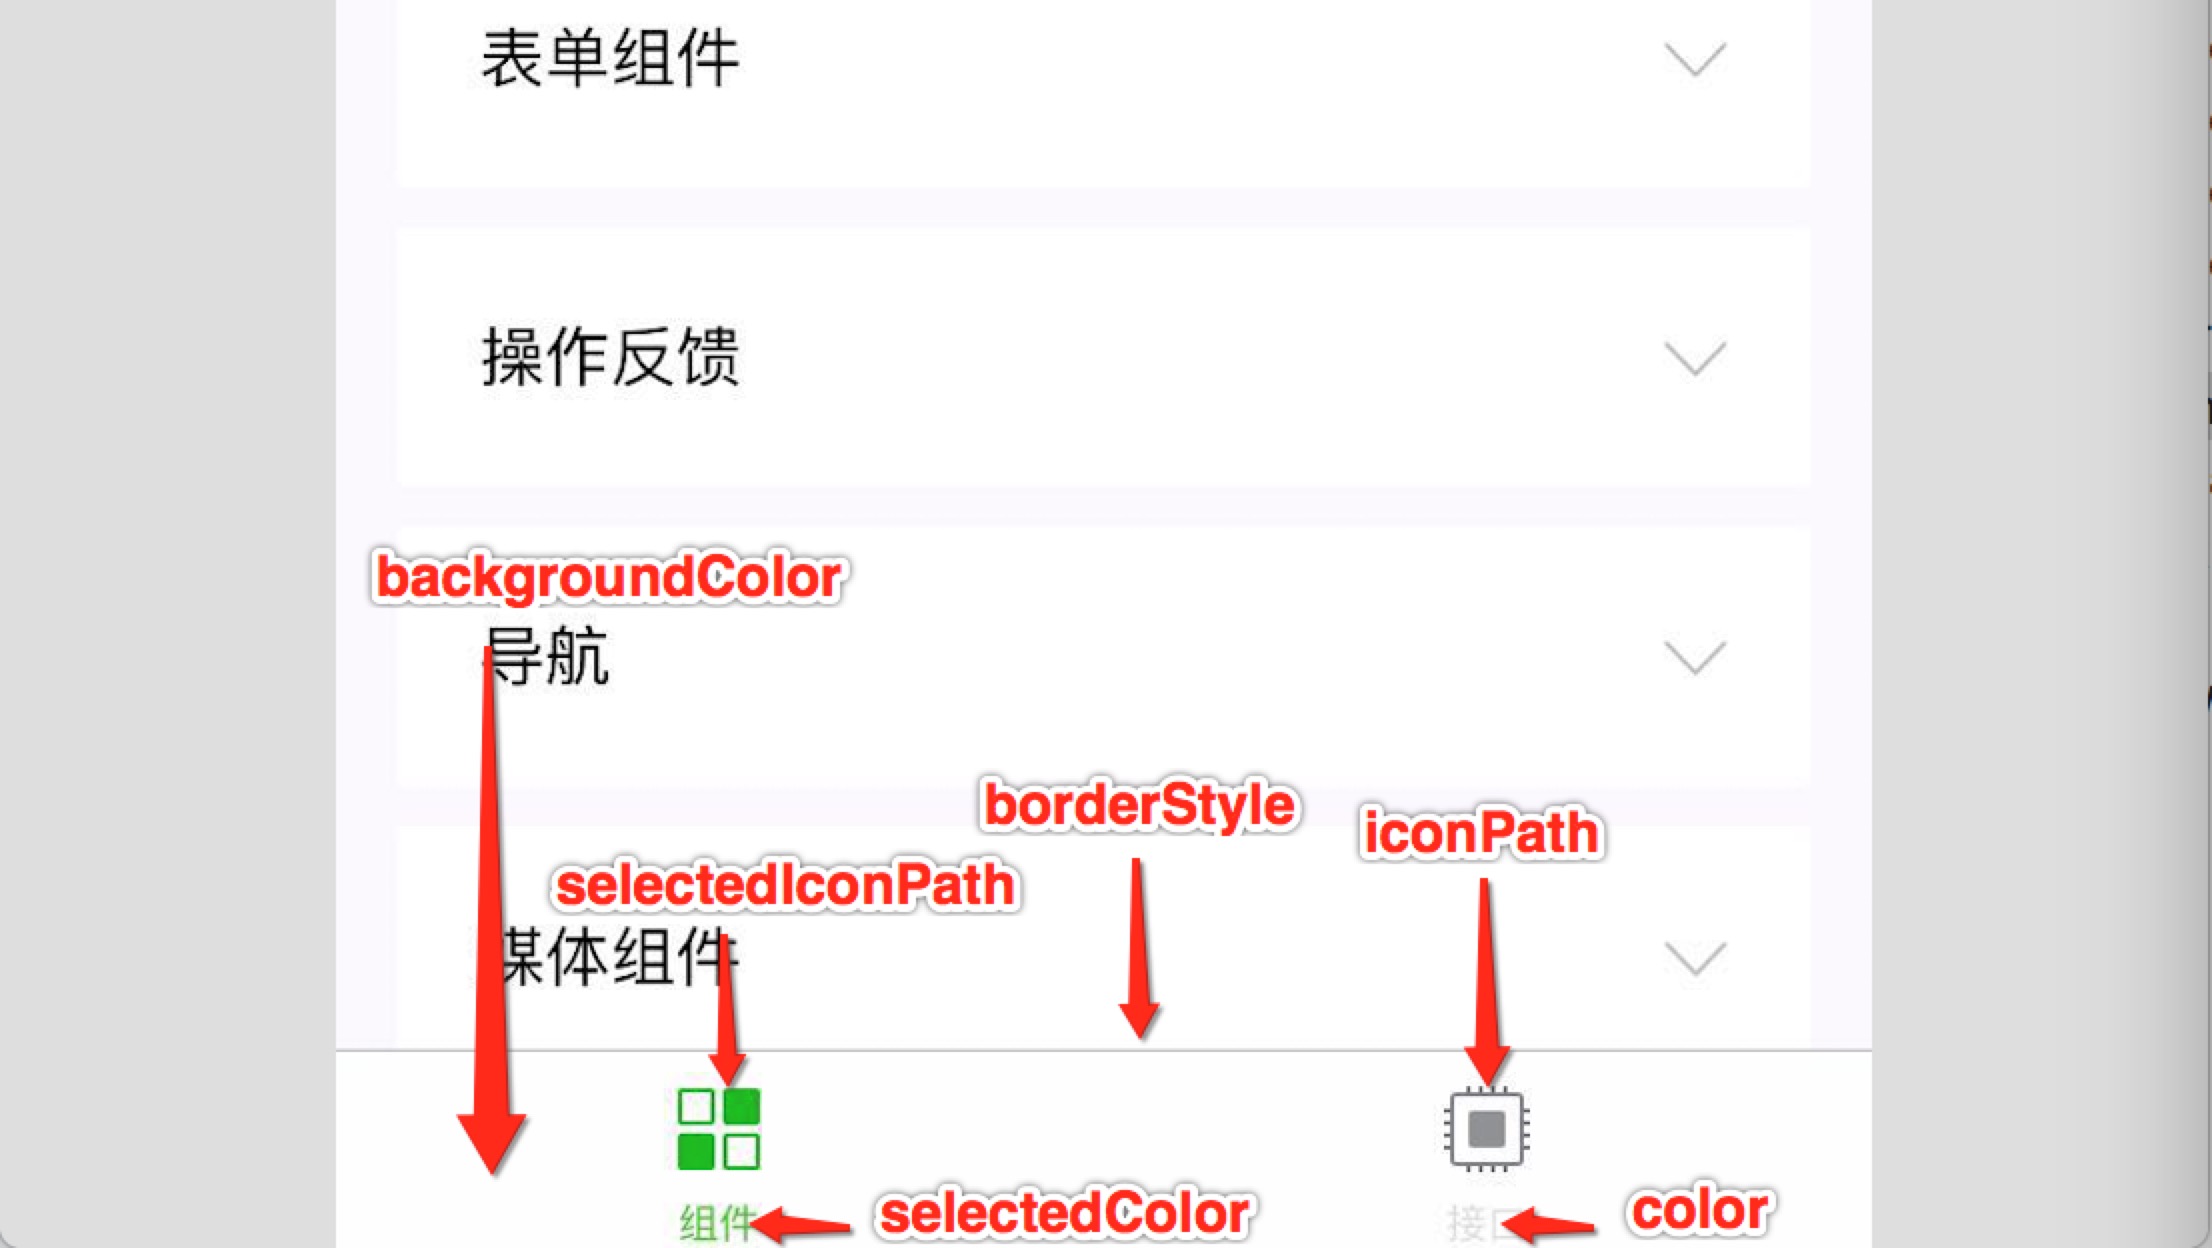 表单组件
操作反馈
backgroundColor
导航
borderStyle
iconPath
selectedIconPath
媒体组件
组件
selectedColor
接口
color